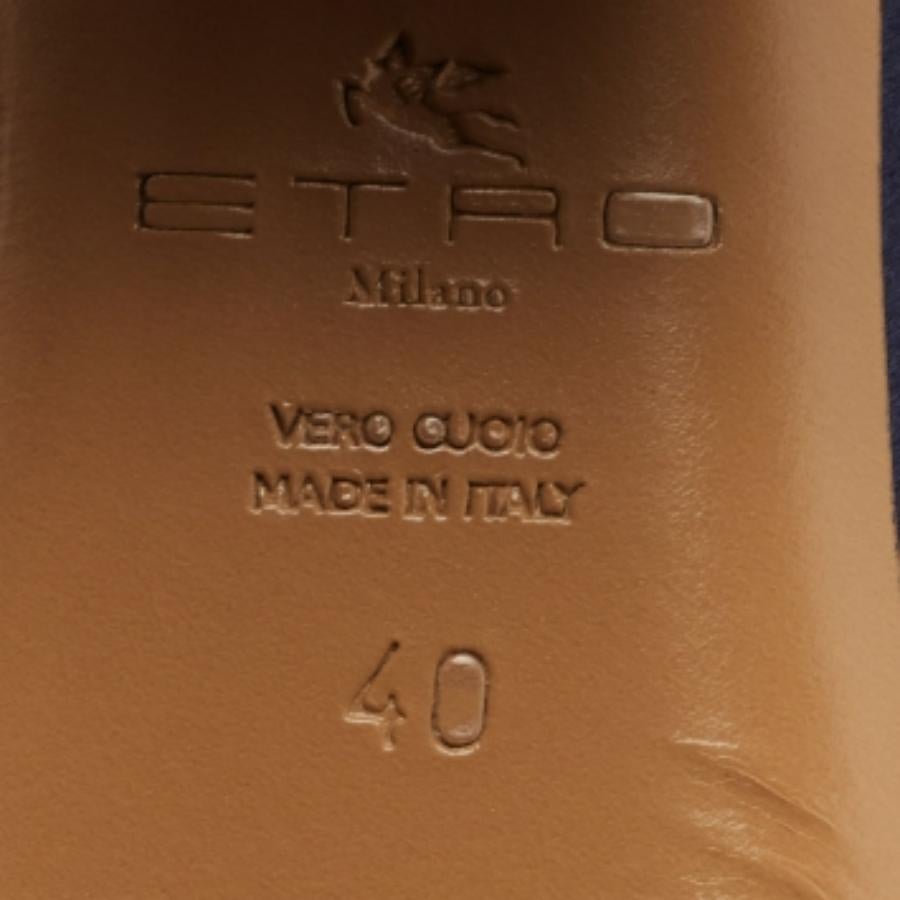 ETRO
Milano
VERO CUOIO
MADE IN ITALY
40